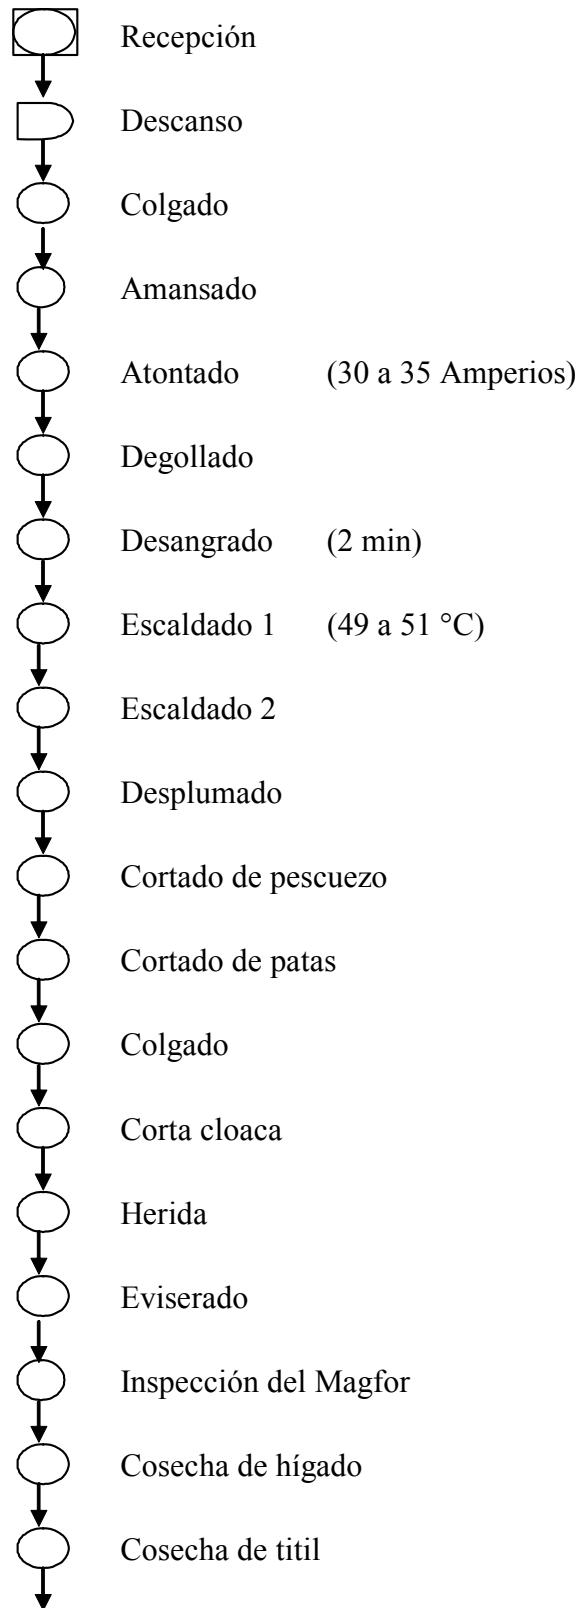 Recepción
Descanso
Colgado
Amansado
Atontado (30 a 35 Amperios)
Degollado
Desangrado (2 min)
Escaldado 1 (49 a 51 °C)
Escaldado 2
Desplumado
Cortado de pescuezo
Cortado de patas
Colgado
Corta cloaca
Herida
Eviserado
Inspección del Magfor
Cosecha de hígado
Cosecha de titil